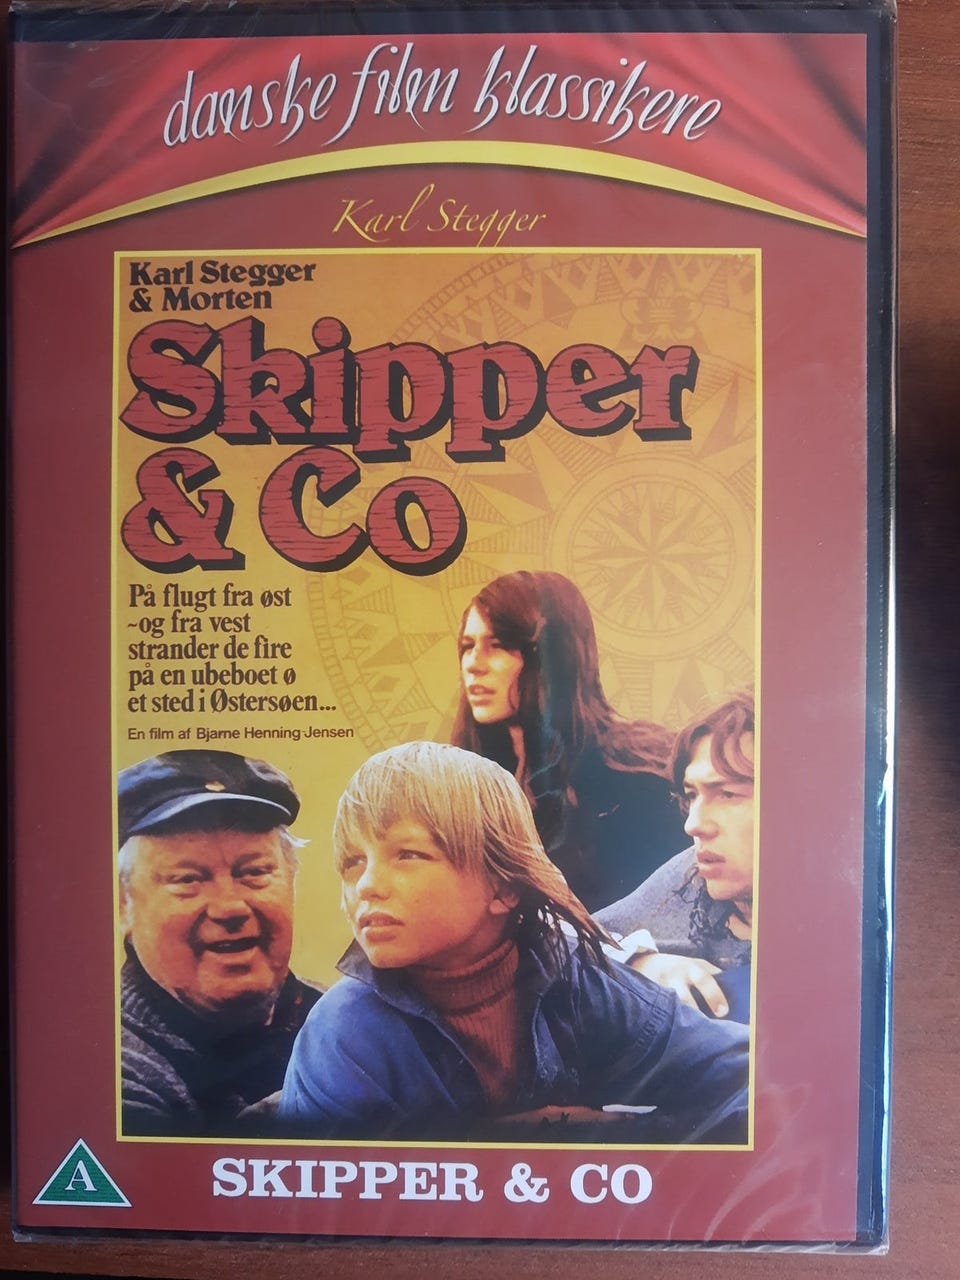 danske film klassikere
Karl Stegger
Karl Stegger
& Morten
Skipper
& Co
På flugt fra øst
-og fra vest
strander de fire
på en ubeboet ø
et sted i Østersøen...
En film af Bjarne Henning-Jensen
A
SKIPPER & CO